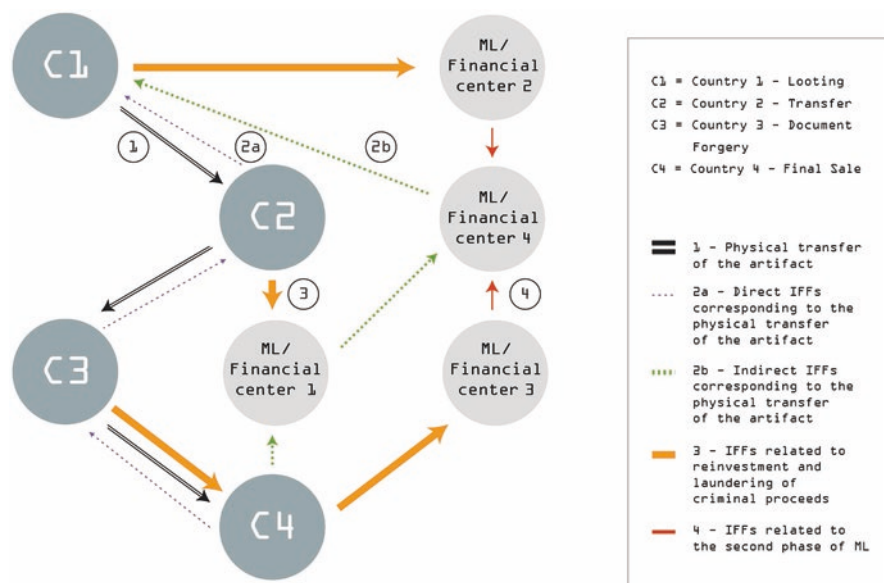 C1
ML/
Financial
center 2
1
2a
2b
C2
ML/
Financial
center 4
3
4
C3
ML/
Financial
center 1
ML/
Financial
center 3
C4
C1 = Country 1 - Looting
C2 = Country 2 - Transfer
C3 = Country 3 - Document
Forgery
C4 = Country 4 - Final Sale
1 - Physical transfer
of the artifact
2a - Direct IFFs
corresponding to the
physical transfer
of the artifact
2b - Indirect IFFs
corresponding to the
physical transfer
of the artifact
3 - IFFs related to
reinvestment and
laundering of
criminal proceeds
4 - IFFs related to
the second phase of ML